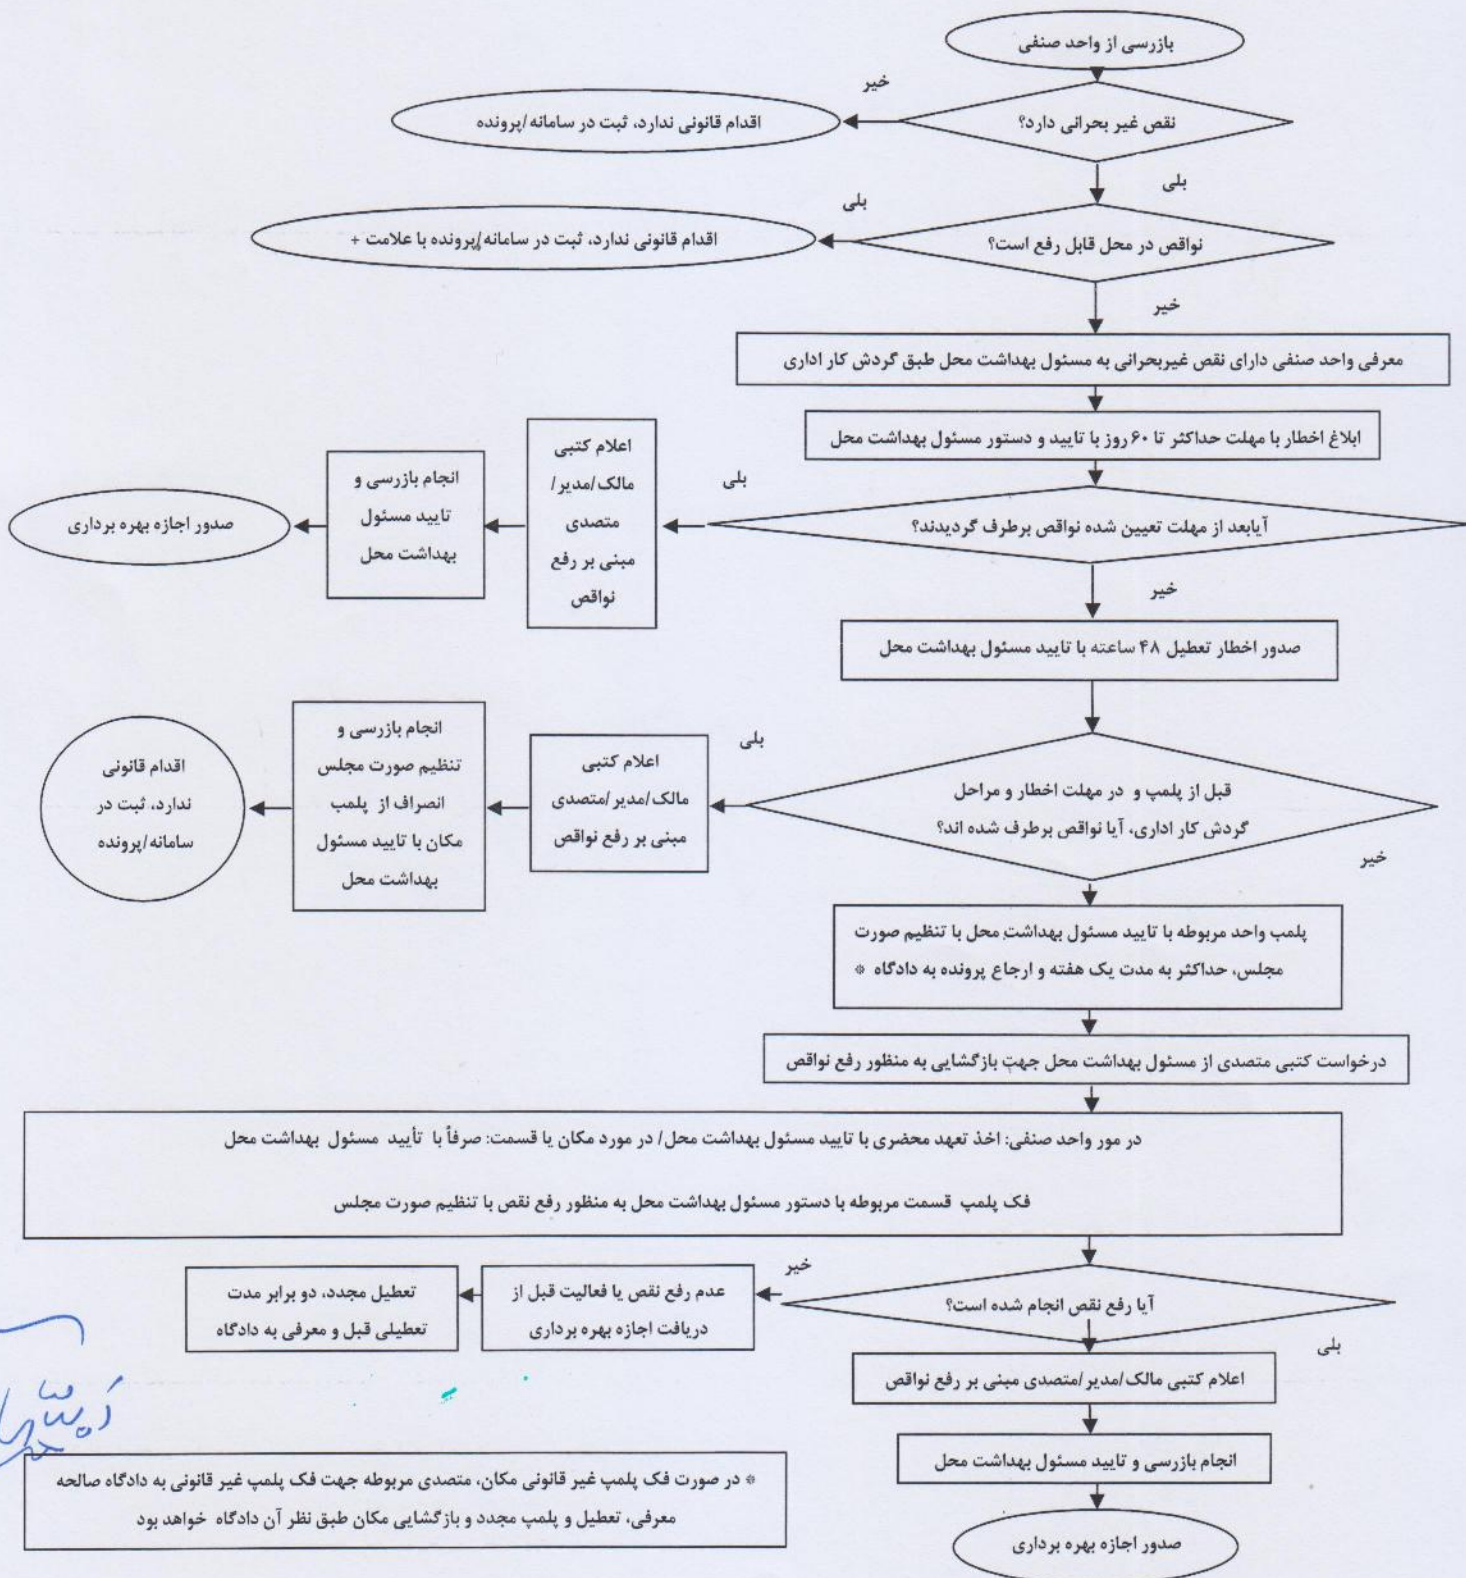 بازرسی از واحد صنفی
خیر
نقص غیر بحرانی دارد؟
اقدام قانونی ندارد، ثبت در سامانه/پرونده
بلی
بلی
نواقص در محل قابل رفع است؟
اقدام قانونی ندارد، ثبت در سامانه/پرونده با علامت +
خیر
معرفی واحد صنفی دارای نقص غیربحرانی به مسئول بهداشت محل طبق گردش کار اداری
ابلاغ اخطار با مهلت حداکثر تا ۶۰ روز با تایید و دستور مسئول بهداشت محل
آیابعد از مهلت تعیین شده نواقص برطرف گردیدند؟
بلی
اعلام کتبی
مالک/مدیر/
متصدی
مبنی بر رفع
نواقص
انجام بازرسی و
تایید مسئول
بهداشت محل
صدور اجازه بهره برداری
خیر
صدور اخطار تعطیل ۴۸ ساعته با تایید مسئول بهداشت محل
قبل از پلمپ و در مهلت اخطار و مراحل
گردش کار اداری، آیا نواقص برطرف شده اند؟
بلی
اعلام کتبی
مالک/مدیر/متصدی
مبنی بر رفع نواقص
انجام بازرسی و
تنظیم صورت مجلس
انصراف از پلمب
مکان با تایید مسئول
بهداشت محل
اقدام قانونی
ندارد، ثبت در
سامانه/پرونده
خیر
پلمب واحد مربوطه با تایید مسئول بهداشت محل با تنظیم صورت
مجلس، حداکثر به مدت یک هفته و ارجاع پرونده به دادگاه *
درخواست کتبی متصدی از مسئول بهداشت محل جهت بازگشایی به منظور رفع نواقص
در مور واحد صنفی: اخذ تعهد محضری با تایید مسئول بهداشت محل/ در مورد مکان یا قسمت: صرفاً با تأیید مسئول بهداشت محل
فک پلمپ قسمت مربوطه با دستور مسئول بهداشت محل به منظور رفع نقص با تنظیم صورت مجلس
آیا رفع نقص انجام شده است؟
خیر
عدم رفع نقص یا فعالیت قبل از
دریافت اجازه بهره برداری
تعطیل مجدد، دو برابر مدت
تعطیلی قبل و معرفی به دادگاه
بلی
اعلام کتبی مالک/مدیر/متصدی مبنی بر رفع نواقص
انجام بازرسی و تایید مسئول بهداشت محل
صدور اجازه بهره برداری
* در صورت فک پلمپ غیر قانونی مکان، متصدی مربوطه جهت فک پلمپ غیر قانونی به دادگاه صالحه
معرفی، تعطیل و پلمپ مجدد و بازگشایی مکان طبق نظر آن دادگاه خواهد بود